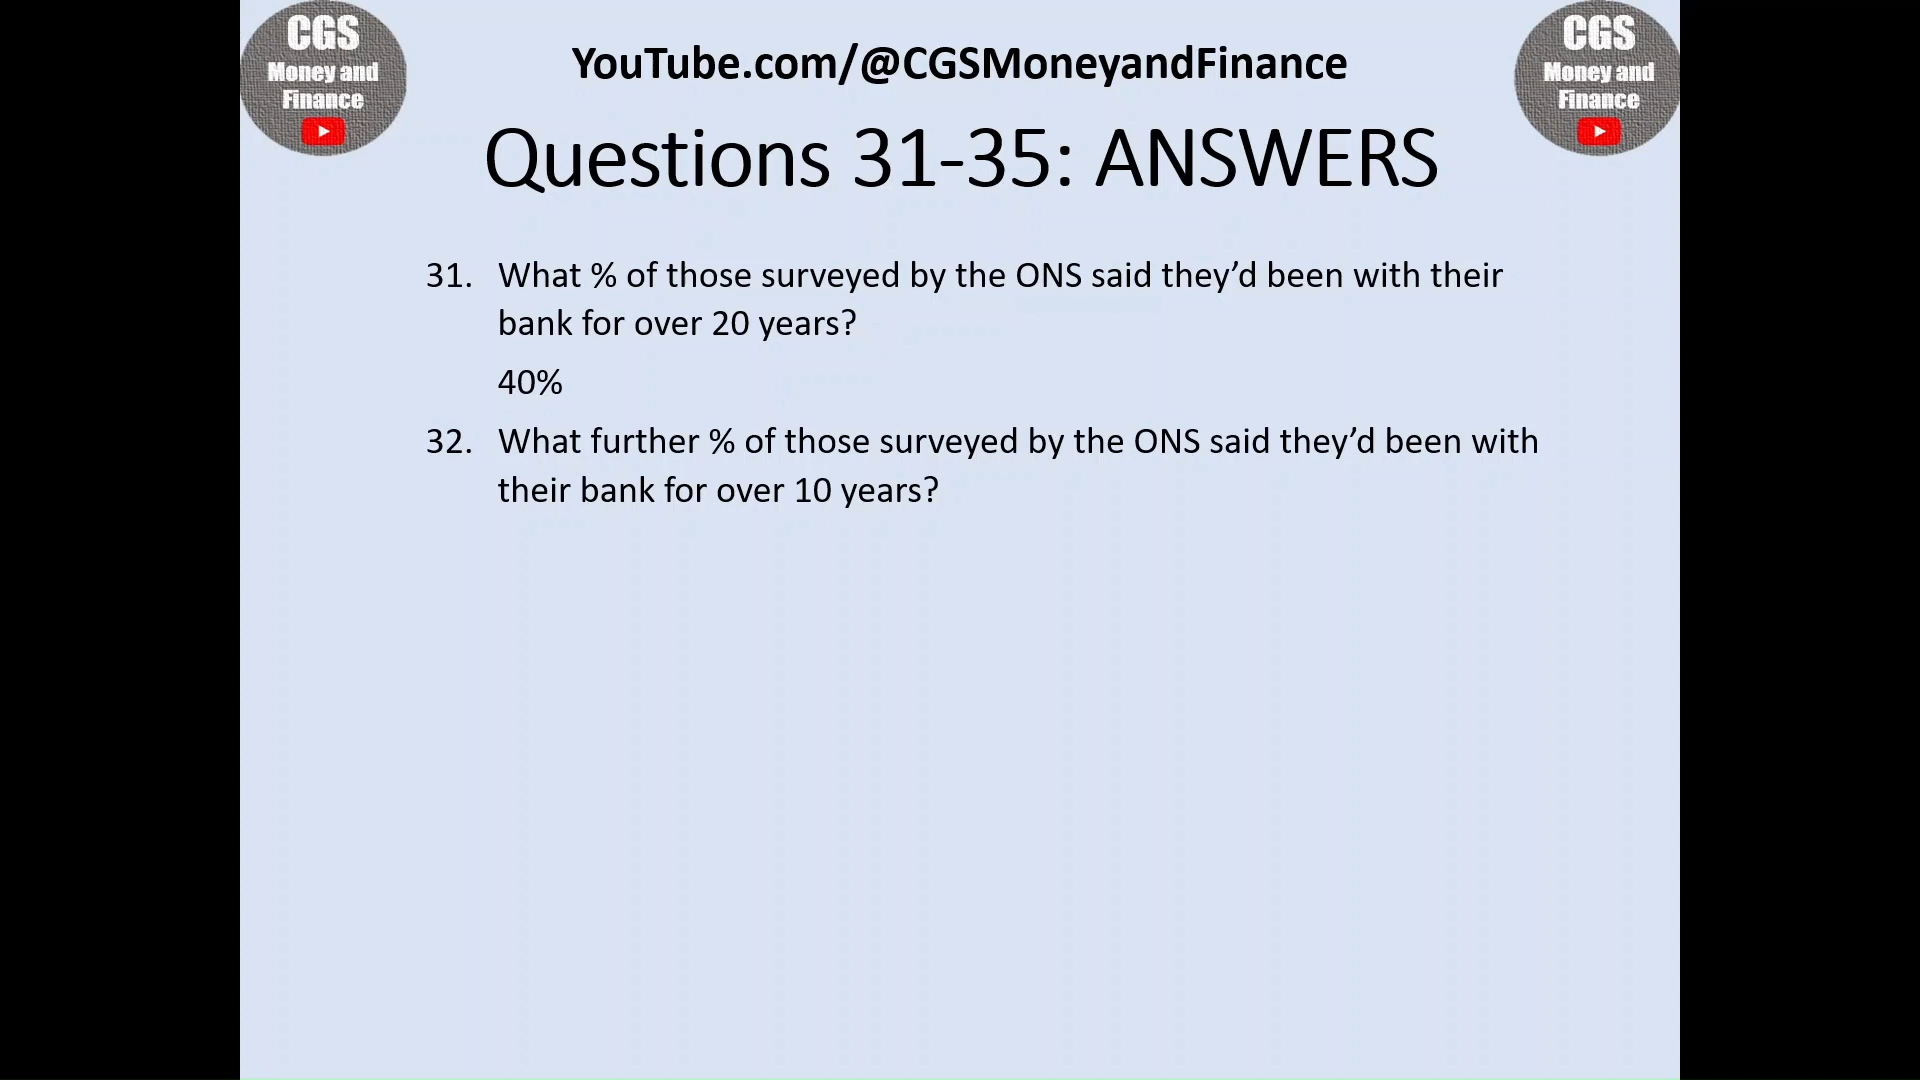 CGS
Money and
Finance
YouTube.com/@CGSMoneyandFinance
CGS
Money and
Finance
Questions 31-35: ANSWERS
31. What % of those surveyed by the ONS said they’d been with their
bank for over 20 years?
40%
32. What further % of those surveyed by the ONS said they’d been with
their bank for over 10 years?